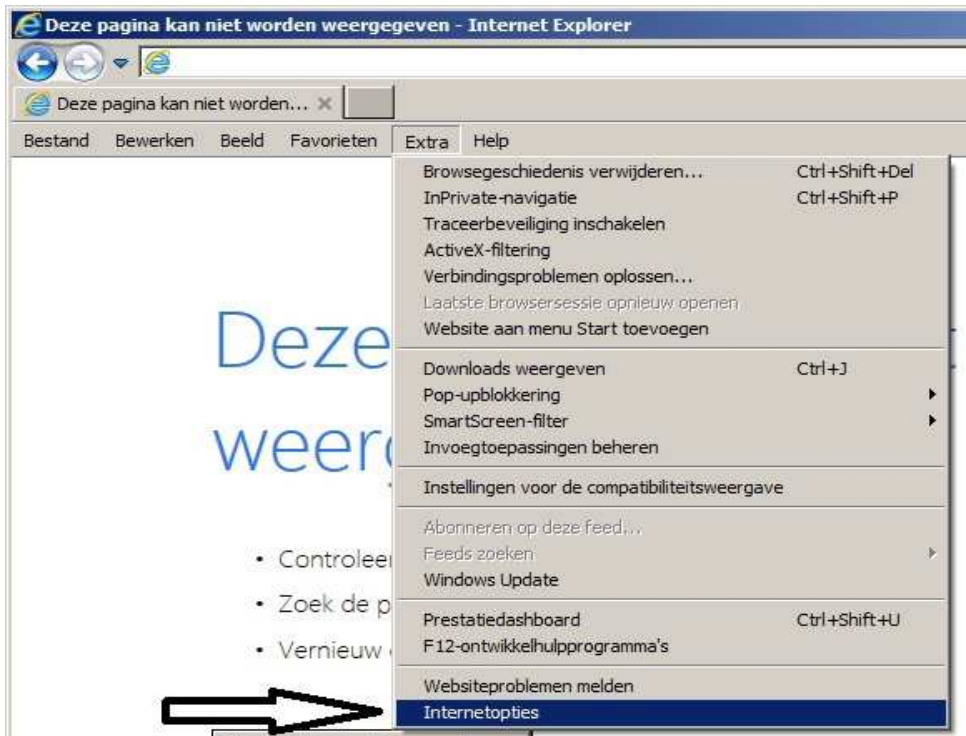 Deze pagina kan niet worden weergegeven - Internet Explorer
Deze pagina kan niet worden...
Bestand Bewerken Beeld Favorieten Extra Help
Browsegeschiedenis verwijderen... Ctrl+Shift+Del
InPrivate-navigatie Ctrl+Shift+P
Traceerbeveiliging inschakelen
ActiveX-filtering
Verbindingsproblemen oplossen...
Laatste browsersessie opnieuw openen
Website aan menu Start toevoegen
Downloads weergeven Ctrl+J
Pop-upblokkering
SmartScreen-filter
Invoegtoepassingen beheren
Instellingen voor de compatibiliteitsweergave
Abonneren op deze feed...
Feeds zoeken
Windows Update
Prestatiedashboard Ctrl+Shift+U
F12-ontwikkelhulpprogramma's
Websiteproblemen melden
Internetopties
Deze
weer
• Controleer
• Zoek de p
• Vernieuw